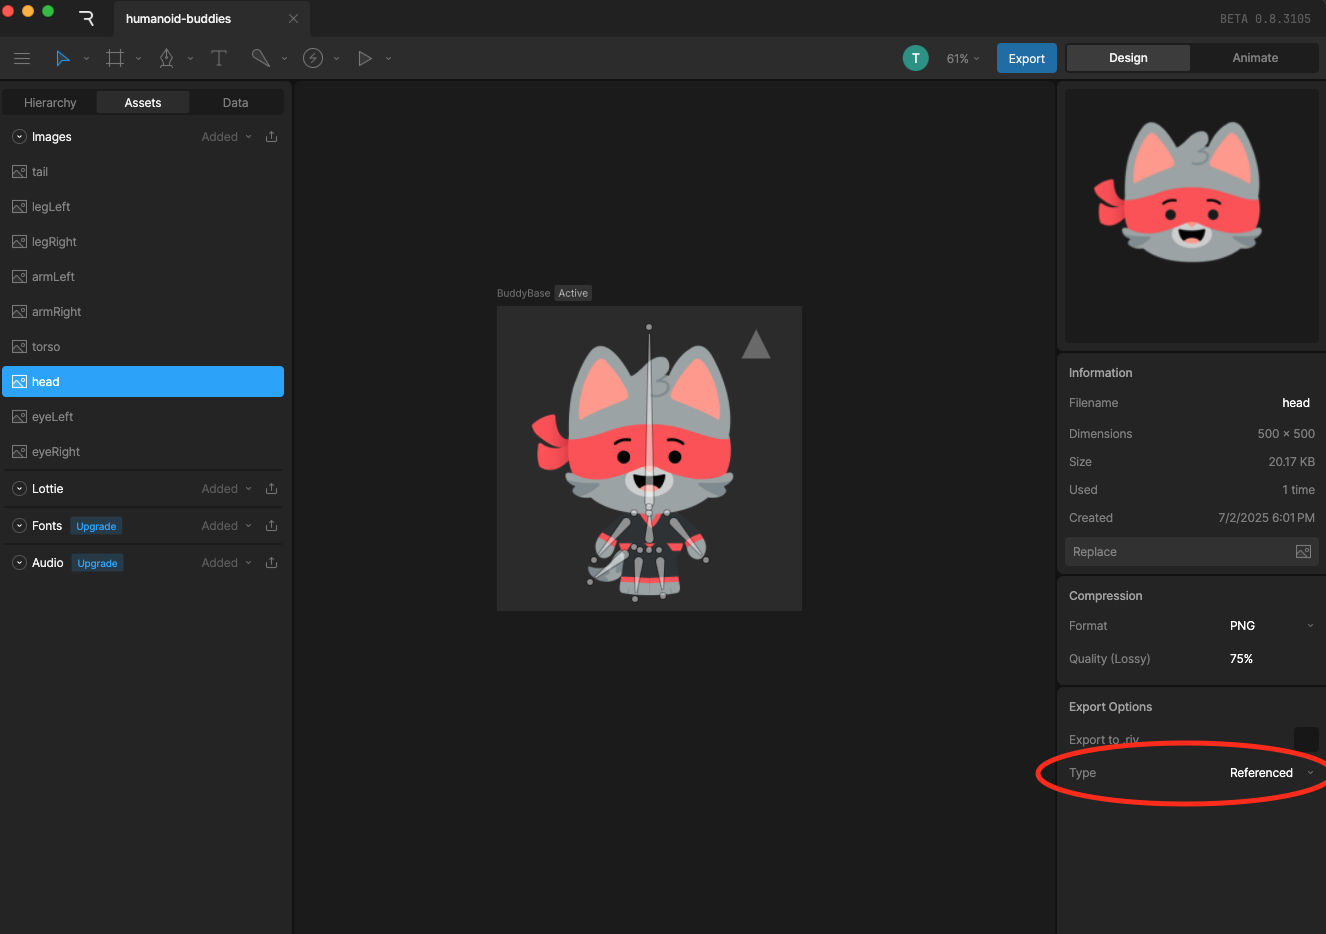 humanoid-buddies
BETA 0.8.3105
T
T
61%
Export
Design
Animate
Hierarchy
Assets
Data
Images
Added
tail
legLeft
legRight
armLeft
armRight
torso
head
eyeLeft
eyeRight
Lottie
Added
Fonts
Upgrade
Added
Audio
Upgrade
Added
BuddyBase
Active
Information
Filename head
Dimensions 500 × 500
Size 20.17 KB
Used 1 time
Created 7/2/2025 6:01 PM
Replace
Compression
Format PNG
Quality (Lossy) 75%
Export Options
Export to .riv
Type Referenced